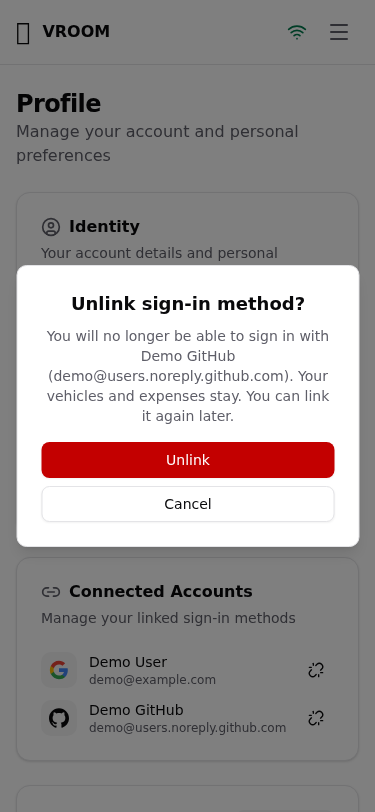 VROOM
Profile
Manage your account and personal
preferences
Identity
Your account details and personal
Unlink sign-in method?
You will no longer be able to sign in with
Demo GitHub
(demo@users.noreply.github.com). Your
vehicles and expenses stay. You can link
it again later.
Unlink
Cancel
Connected Accounts
Manage your linked sign-in methods
Demo User
demo@example.com
Demo GitHub
demo@users.noreply.github.com